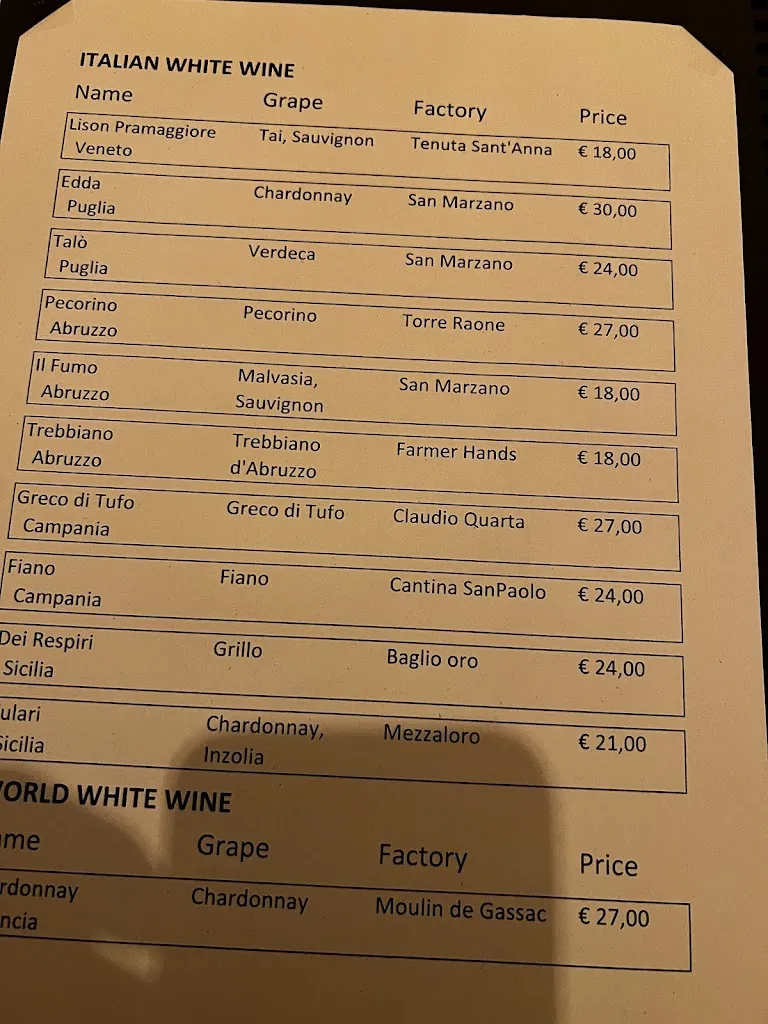 ITALIAN WHITE WINE
Name Grape Factory Price
Lison Pramaggiore Tai, Sauvignon Tenuta Sant'Anna € 18,00
Veneto
Edda Chardonnay San Marzano € 30,00
Puglia
Talò Verdeca San Marzano € 24,00
Puglia
Pecorino Pecorino Torre Raone € 27,00
Abruzzo
Il Fumo Malvasia, San Marzano € 18,00
Abruzzo Sauvignon
Trebbiano Trebbiano Farmer Hands € 18,00
Abruzzo d'Abruzzo
Greco di Tufo Greco di Tufo Claudio Quarta € 27,00
Campania
Fiano Fiano Cantina SanPaolo € 24,00
Campania
Dei Respiri Grillo Baglio oro € 24,00
Sicilia
ulari Chardonnay, Mezzaloro € 21,00
Sicilia Inzolia
WORLD WHITE WINE
me Grape Factory Price
rdonnay Chardonnay Moulin de Gassac € 27,00
ncia